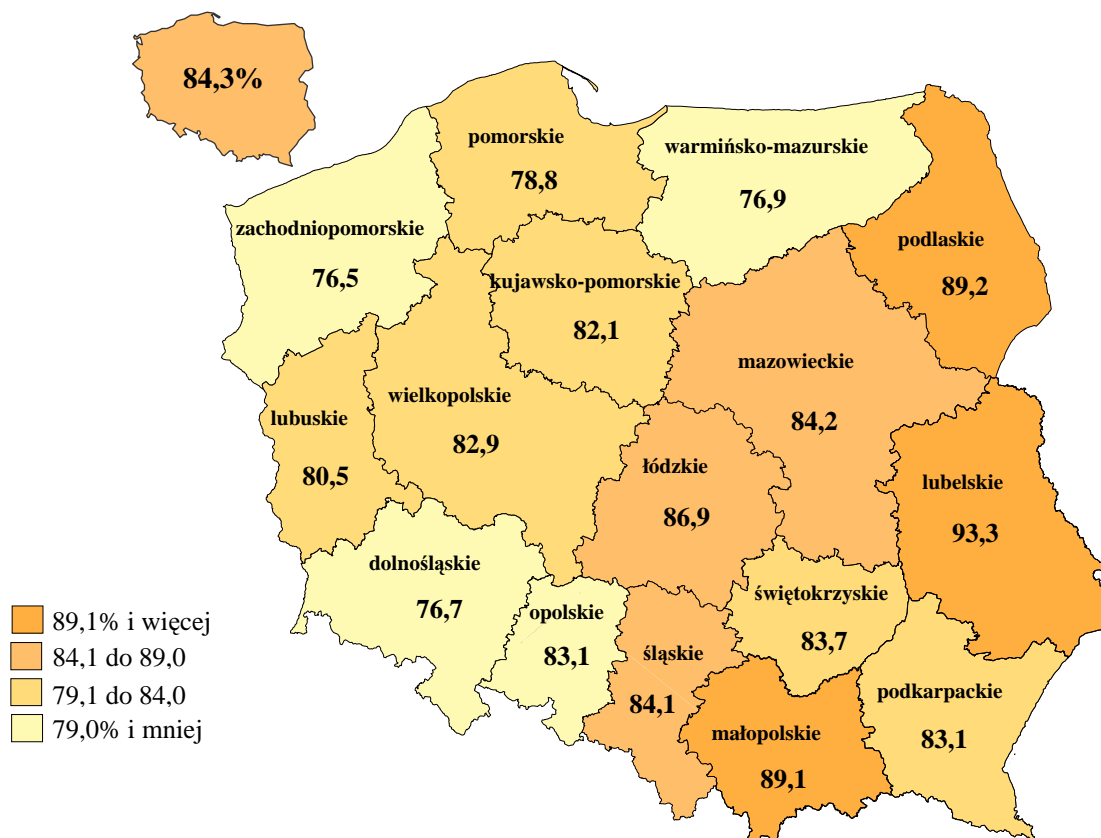 84,3%
pomorskie
78,8
warmińsko-mazurskie
76,9
zachodniopomorskie
76,5
podlaskie
89,2
kujawsko-pomorskie
82,1
mazowieckie
84,2
wielkopolskie
82,9
lubuskie
80,5
łódzkie
86,9
lubelskie
93,3
dolnośląskie
76,7
opolskie
83,1
świętokrzyskie
83,7
śląskie
84,1
podkarpackie
83,1
małopolskie
89,1
89,1% i więcej
84,1 do 89,0
79,1 do 84,0
79,0% i mniej